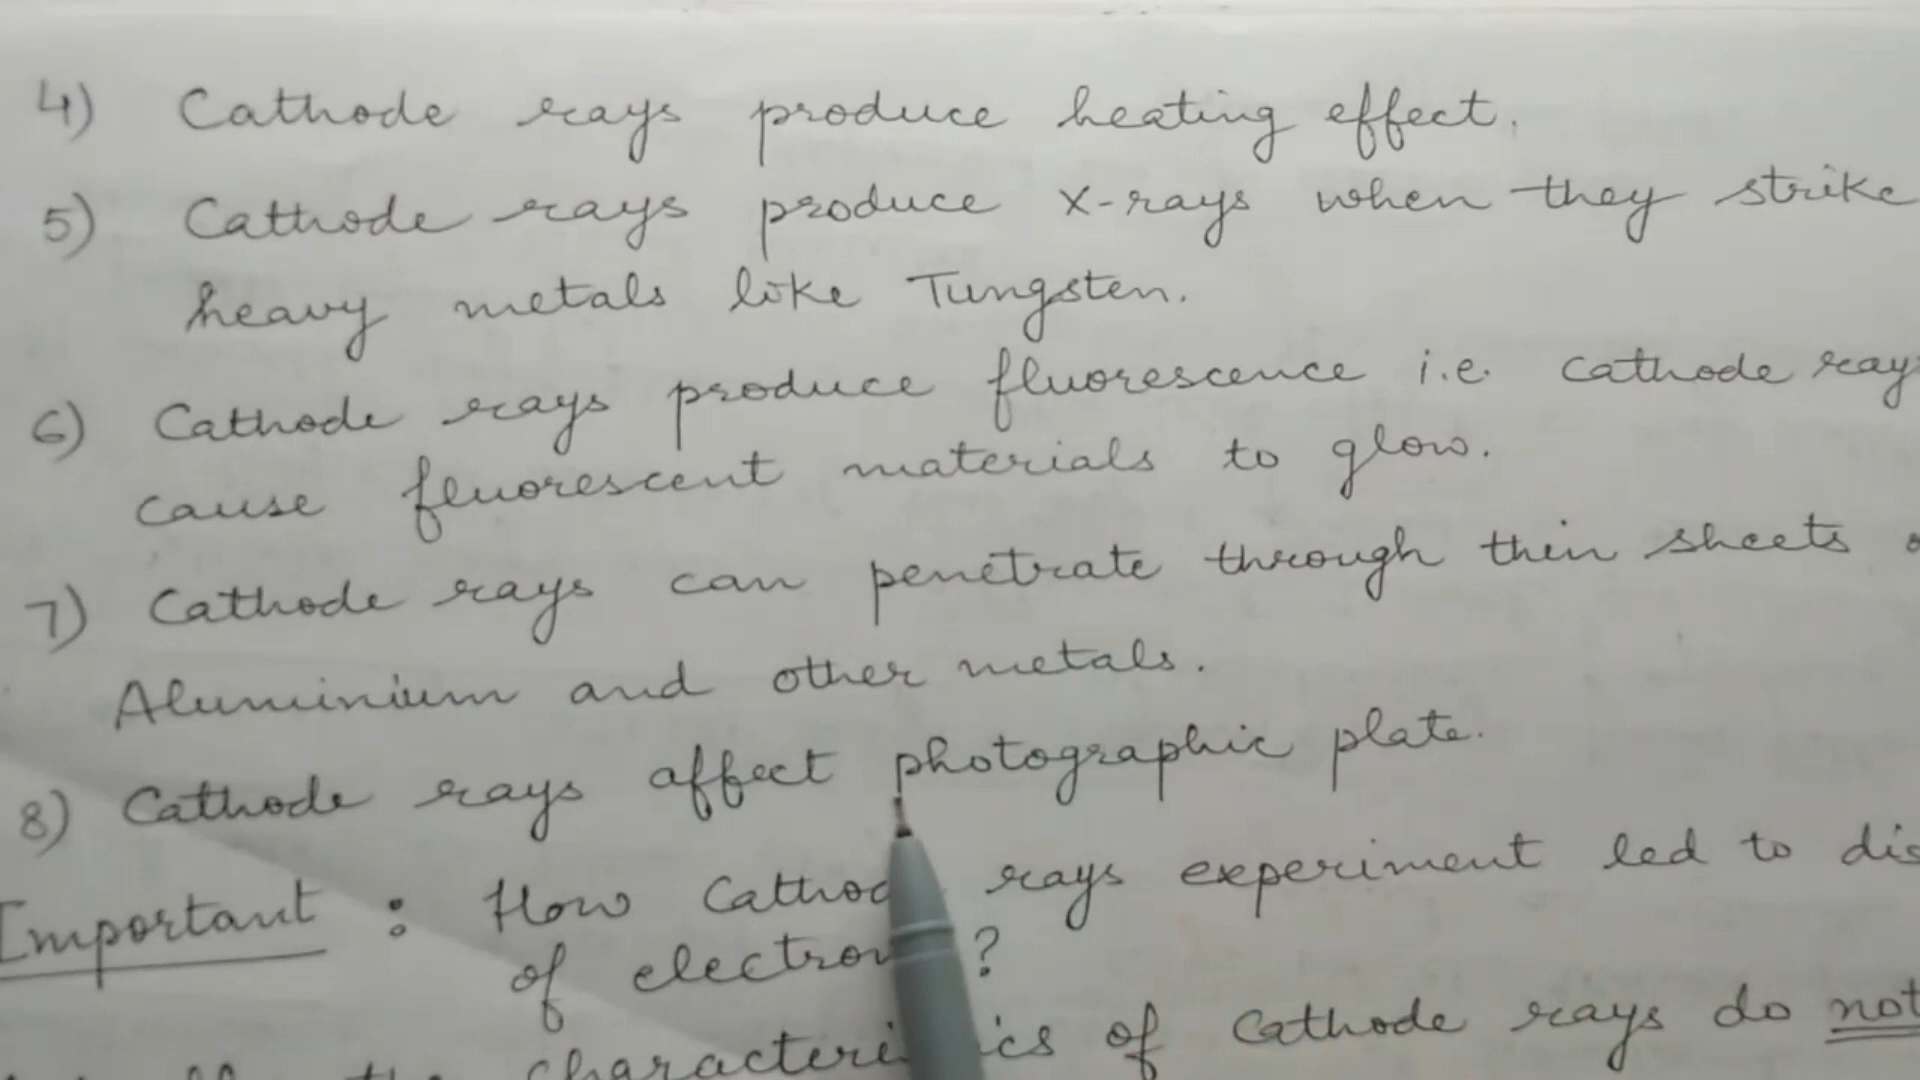 4) Cathode rays produce heating effect.
5) Cathode rays produce X-rays when they strike
heavy metals like Tungsten.
6) Cathode rays produce fluorescence i.e. cathode ray
cause fluorescent materials to glow.
7) Cathode rays can penetrate through thin sheets
Aluminium and other metals.
8) Cathode rays affect photographic plate.
Important : How Cathod rays experiment led to dis
of electron ?
of cathode rays do not